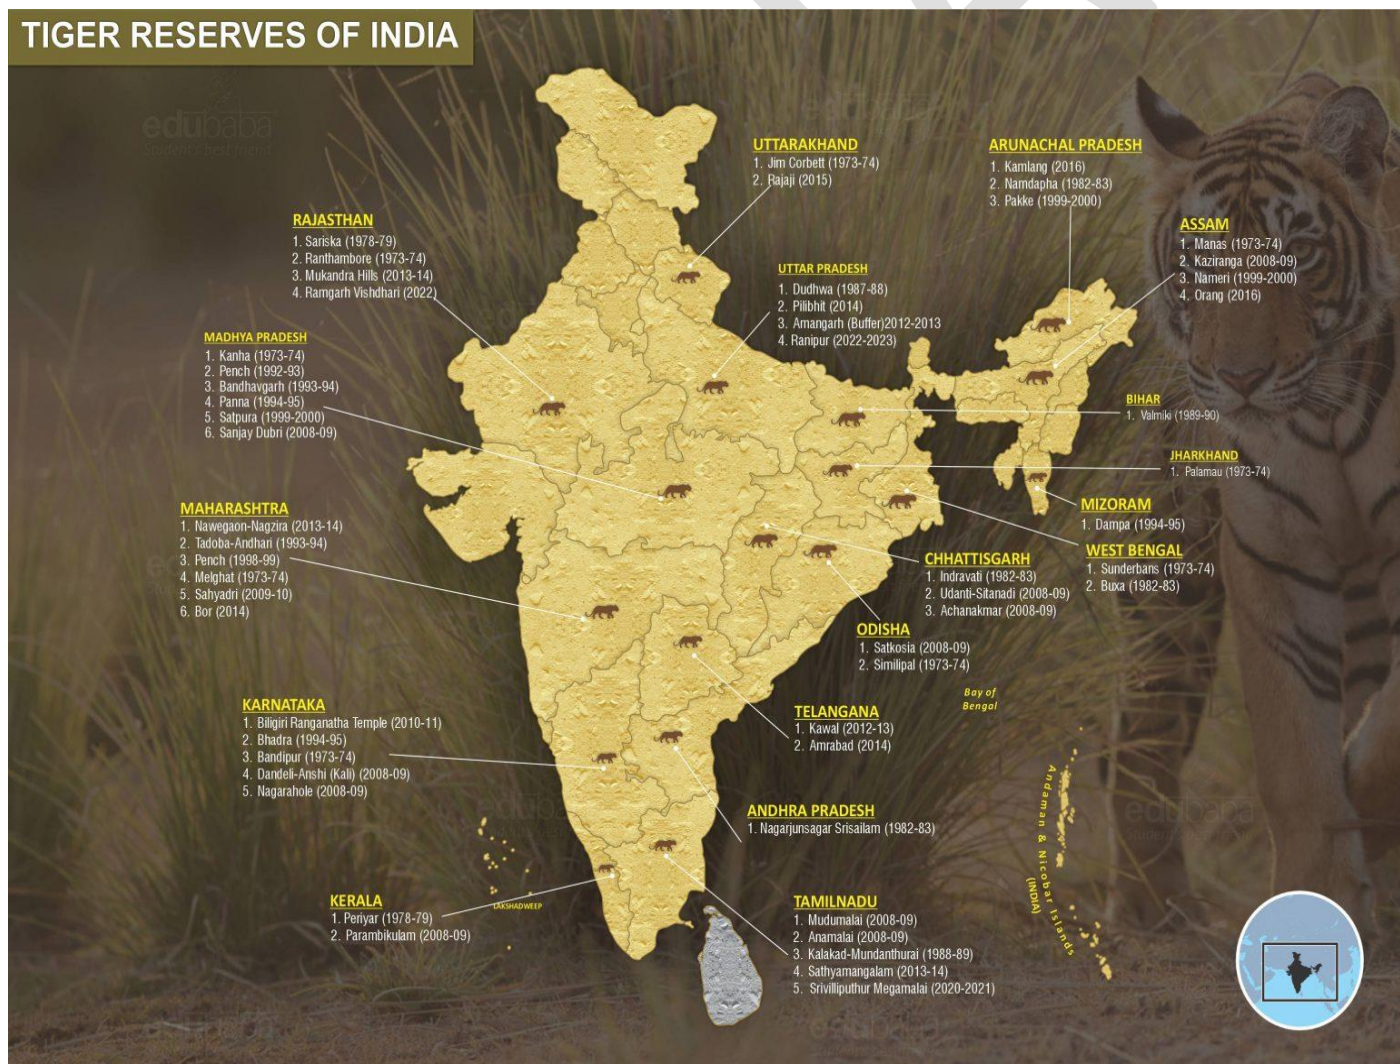 TIGER RESERVES OF INDIA
edubaba
Student's best friend
UTTARAKHAND
1. Jim Corbett (1973-74)
2. Rajaji (2015)
ARUNACHAL PRADESH
1. Kamlang (2016)
2. Namdapha (1982-83)
3. Pakke (1999-2000)
RAJASTHAN
1. Sariska (1978-79)
2. Ranthambore (1973-74)
3. Mukandra Hills (2013-14)
4. Ramgarh Vishdhari (2022)
ASSAM
1. Manas (1973-74)
2. Kaziranga (2008-09)
3. Nameri (1999-2000)
4. Orang (2016)
UTTAR PRADESH
1. Dudhwa (1987-88)
2. Pilibhit (2014)
3. Amangarh (Buffer)2012-2013
4. Ranipur (2022-2023)
MADHYA PRADESH
1. Kanha (1973-74)
2. Pench (1992-93)
3. Bandhavgarh (1993-94)
4. Panna (1994-95)
5. Satpura (1999-2000)
6. Sanjay Dubri (2008-09)
BIHAR
1. Valmiki (1989-90)
JHARKHAND
1. Palamau (1973-74)
MIZORAM
1. Dampa (1994-95)
MAHARASHTRA
1. Nawegaon-Nagzira (2013-14)
2. Tadoba-Andhari (1993-94)
3. Pench (1998-99)
4. Melghat (1973-74)
5. Sahyadri (2009-10)
6. Bor (2014)
WEST BENGAL
1. Sunderbans (1973-74)
2. Buxa (1982-83)
CHHATTISGARH
1. Indravati (1982-83)
2. Udanti-Sitanadi (2008-09)
3. Achanakmar (2008-09)
ODISHA
1. Satkosia (2008-09)
2. Similipal (1973-74)
Bay of
Bengal
KARNATAKA
1. Biligiri Ranganatha Temple (2010-11)
2. Bhadra (1994-95)
3. Bandipur (1973-74)
4. Dandeli-Anshi (Kali) (2008-09)
5. Nagarahole (2008-09)
TELANGANA
1. Kawal (2012-13)
2. Amrabad (2014)
ANDHRA PRADESH
1. Nagarjunsagar Srisailam (1982-83)
Andaman & Nicobar Islands
(INDIA)
edubaba
KERALA
1. Periyar (1978-79)
2. Parambikulam (2008-09)
LAKSHADWEEP
TAMILNADU
1. Mudumalai (2008-09)
2. Anamalai (2008-09)
3. Kalakad-Mundanthurai (1988-89)
4. Sathyamangalam (2013-14)
5. Srivilliputhur Megamalai (2020-2021)